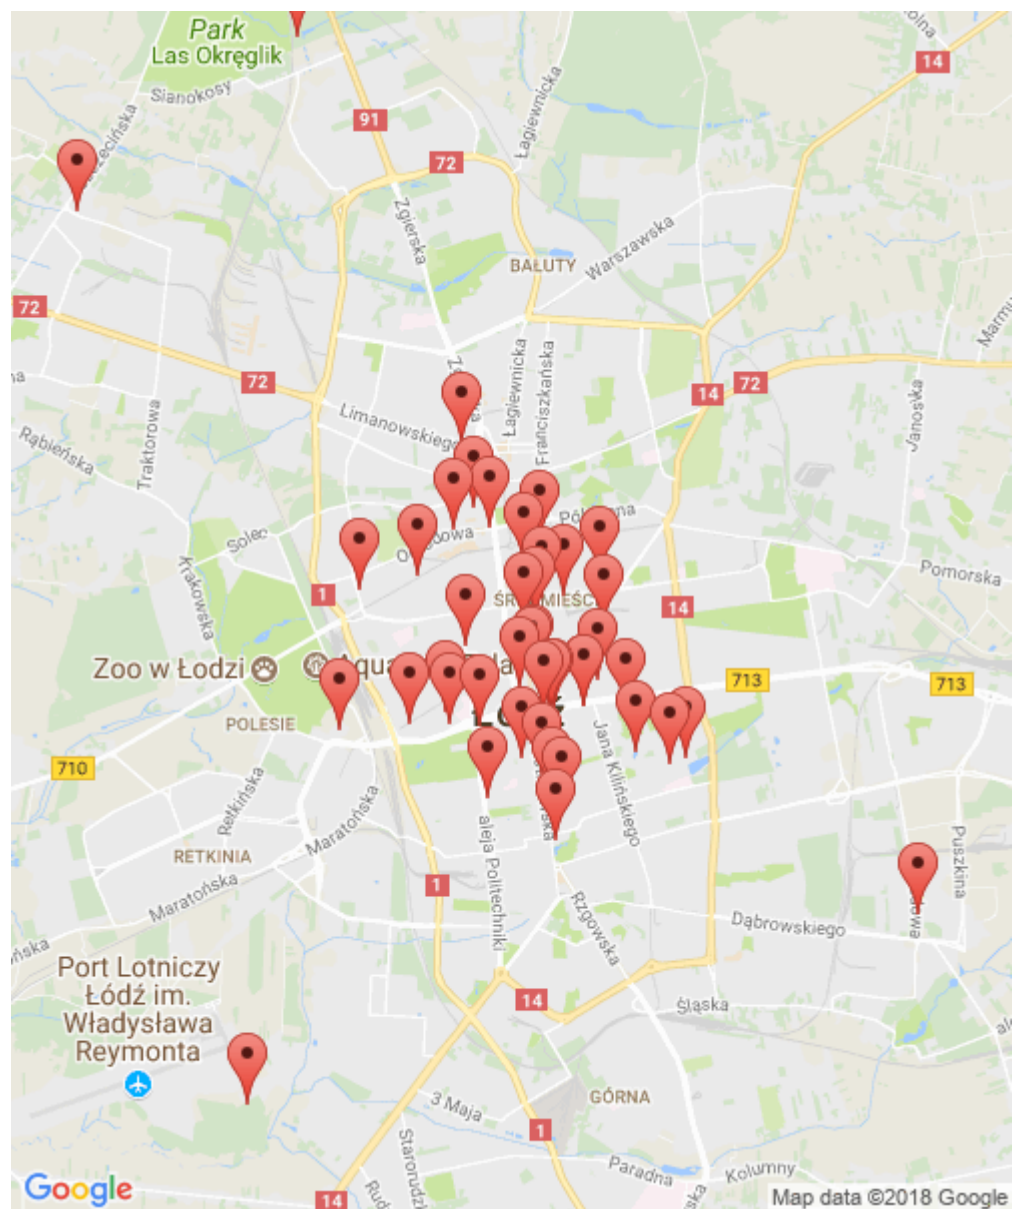 Park
Las Okręglik
Sianokosy
91
72
14
Łagiewnicka
Zgierska
BAŁUTY
Warszawska
72
72
72
14
Łagiewnicka
Franciszkańska
Limanowskiego
Janosika
Rąbieńska
Traktorowa
Solec
Krakowska
Pomorska
1
14
Zoo w Łodzi
713
713
POLESIE
710
Retkińska
Maratońska
Jana Kilińskiego
RETKINIA
Maratońska
aleja Politechniki
Puszkina
1
Rzgowska
Dąbrowskiego
Port Lotniczy
Łódź im.
Władysława
Reymonta
14
Śląska
3 Maja
GÓRNA
1
Paradna
Kolumny
14
Google
Map data ©2018 Google